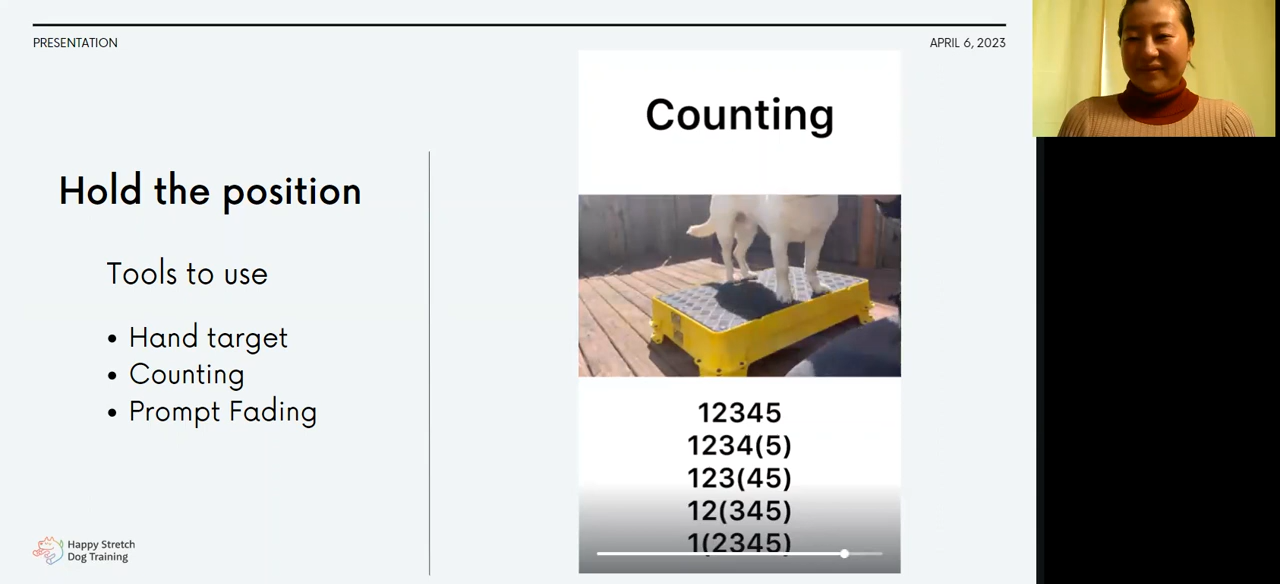 PRESENTATION
APRIL 6, 2023
Hold the position
Tools to use
• Hand target
• Counting
• Prompt Fading
Happy Stretch
Dog Training
Counting
12345
1234(5)
123(45)
12(345)
1(2345)